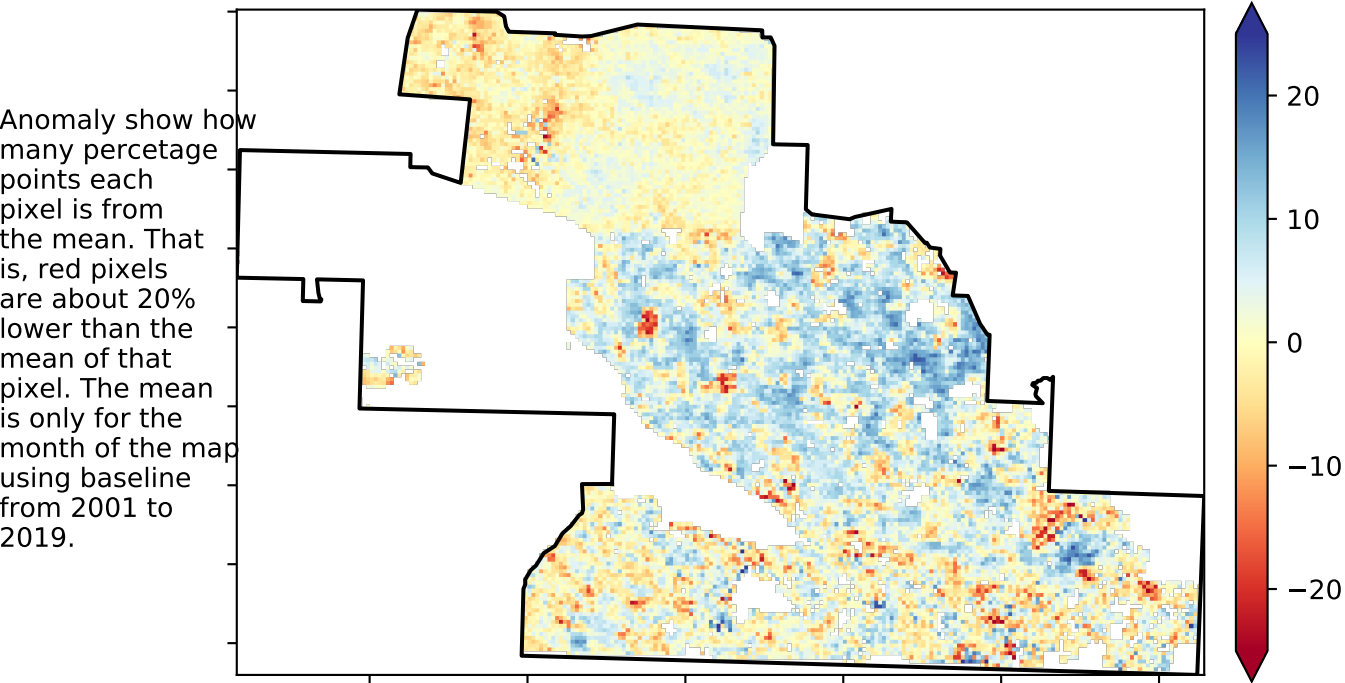 Anomaly show how
many percetage
points each
pixel is from
the mean. That
is, red pixels
are about 20%
lower than the
mean of that
pixel. The mean
is only for the
month of the map
using baseline
from 2001 to
2019.
20
10
0
−10
−20